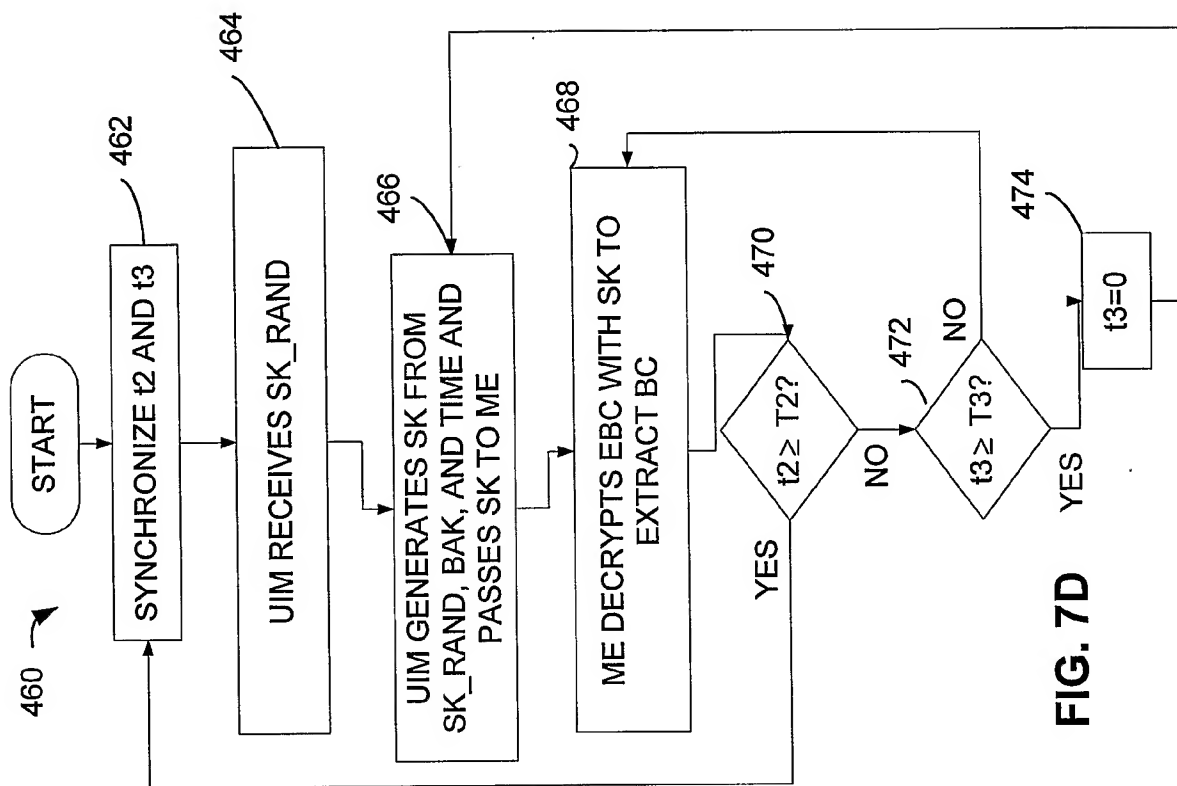 460
START
462
SYNCHRONIZE t2 AND t3
464
UIM RECEIVES SK_RAND
466
UIM GENERATES SK FROM
SK_RAND, BAK, AND TIME AND
PASSES SK TO ME
468
ME DECRYPTS EBC WITH SK TO
EXTRACT BC
470
t2 ≥ T2?
YES
NO
472
t3 ≥ T3?
NO
YES
474
t3=0
FIG. 7D